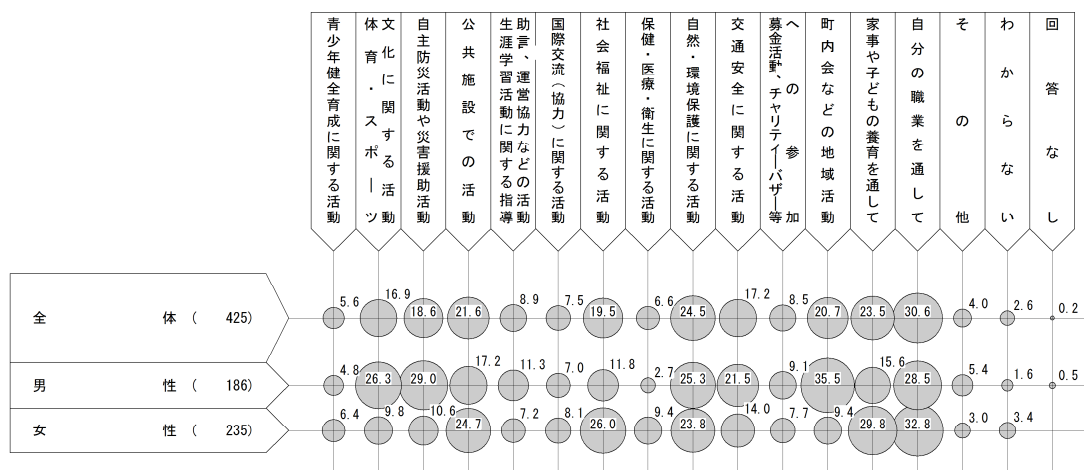 青少年健全育成に関する活動
文化に関する活動
体育・スポーツ
自主防災活動や災害援助活動
公共施設での活動
助言、運営協力などの活動
生涯学習活動に関する指導
国際交流（協力）に関する活動
社会福祉に関する活動
保健・医療・衛生に関する活動
自然・環境保護に関する活動
交通安全に関する活動
への参加
募金活動、チャリティーバザー等
町内会などの地域活動
家事や子どもの養育を通して
自分の職業を通して
その他
わからない
回答なし
全体（ 425）
5.6 16.9 18.6 21.6 8.9 7.5 19.5 6.6 24.5 17.2 8.5 20.7 23.5 30.6 4.0 2.6 0.2
男性（ 186）
4.8 26.3 29.0 17.2 11.3 7.0 11.8 2.7 25.3 21.5 9.1 35.5 15.6 28.5 5.4 1.6 0.5
女性（ 235）
6.4 9.8 10.6 24.7 7.2 8.1 26.0 9.4 23.8 14.0 7.7 9.4 29.8 32.8 3.0 3.4